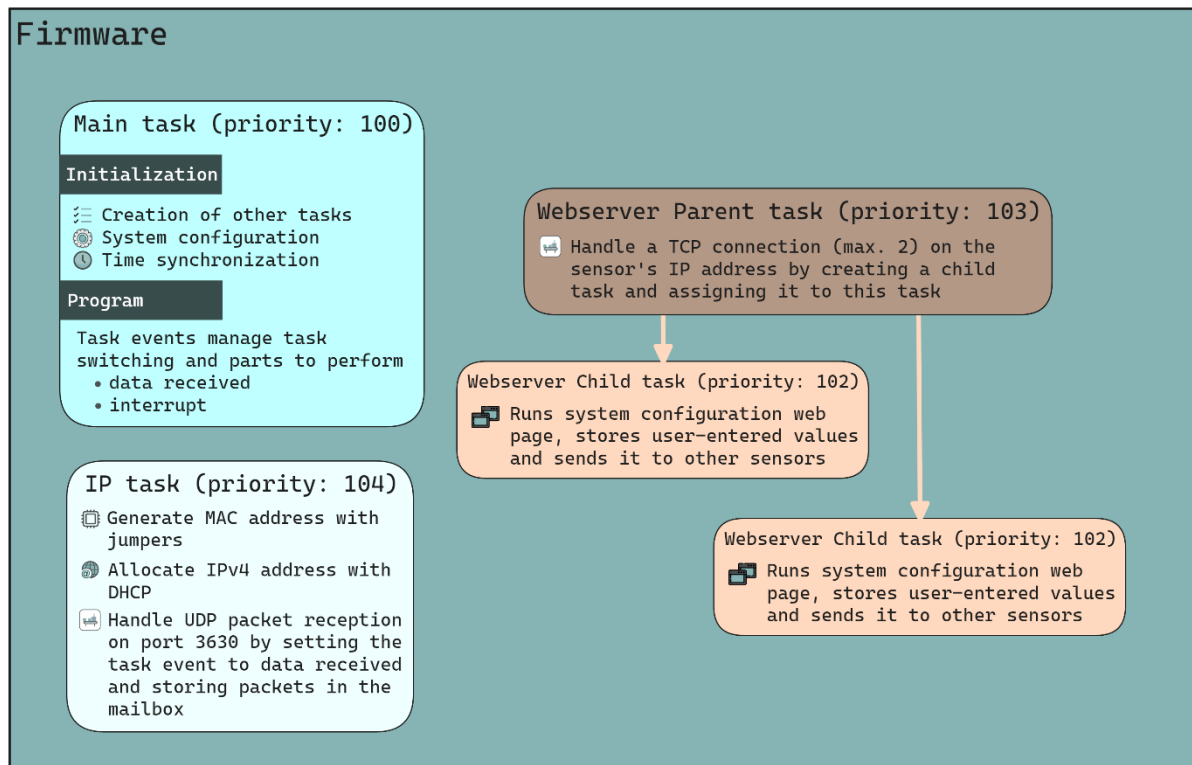 Firmware
Main task (priority: 100)
Initialization
Creation of other tasks
System configuration
Time synchronization
Program
Task events manage task
switching and parts to perform
• data received
• interrupt
IP task (priority: 104)
Generate MAC address with
jumpers
Allocate IPv4 address with
DHCP
Handle UDP packet reception
on port 3630 by setting the
task event to data received
and storing packets in the
mailbox
Webserver Parent task (priority: 103)
Handle a TCP connection (max. 2) on the
sensor's IP address by creating a child
task and assigning it to this task
Webserver Child task (priority: 102)
Runs system configuration web
page, stores user-entered values
and sends it to other sensors
Webserver Child task (priority: 102)
Runs system configuration web
page, stores user-entered values
and sends it to other sensors